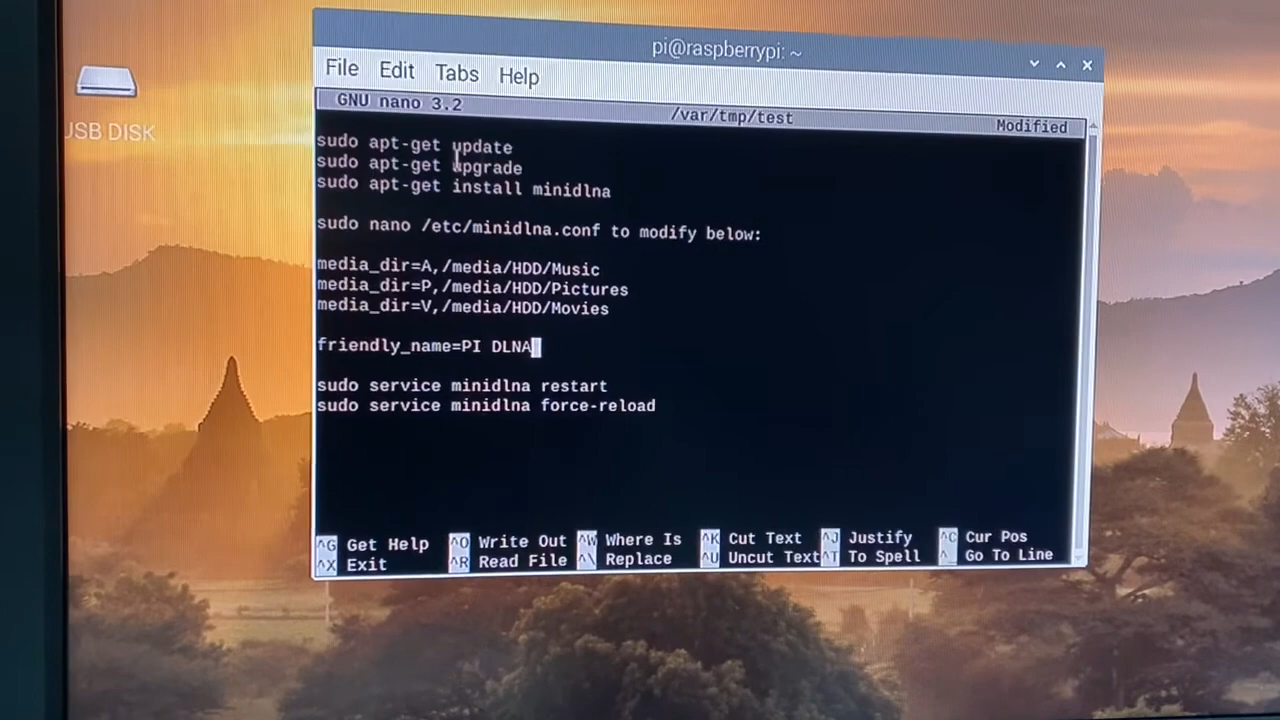 pi@raspberrypi: ~
File Edit Tabs Help
GNU nano 3.2 /var/tmp/test Modified
USB DISK
sudo apt-get update
sudo apt-get upgrade
sudo apt-get install minidlna
sudo nano /etc/minidlna.conf to modify below:
media_dir=A,/media/HDD/Music
media_dir=P,/media/HDD/Pictures
media_dir=V,/media/HDD/Movies
friendly_name=PI DLNA
sudo service minidlna restart
sudo service minidlna force-reload
^G Get Help ^O Write Out ^W Where Is ^K Cut Text ^J Justify ^C Cur Pos
^X Exit ^R Read File ^\ Replace ^U Uncut Text ^T To Spell ^_ Go To Line